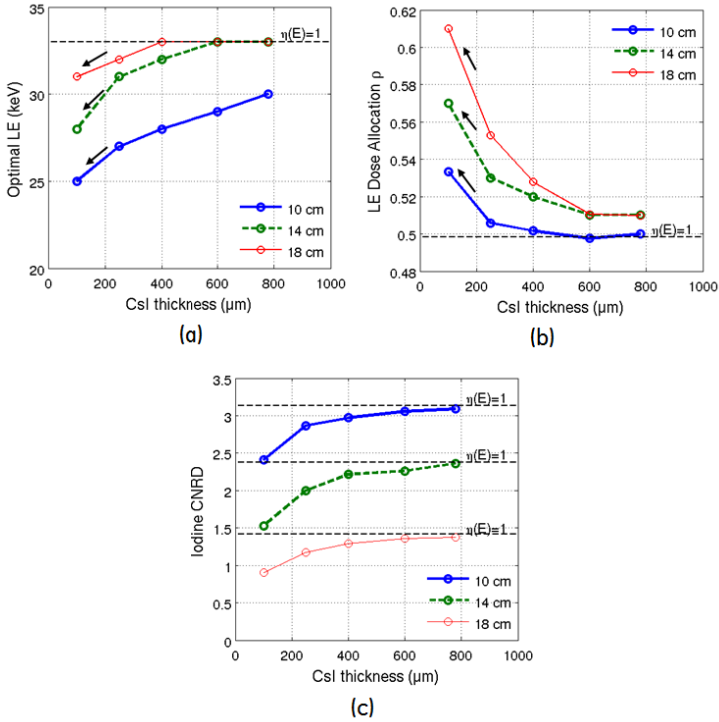 35
30
25
20
0
200
400
600
800
1000
Optimal LE (keV)
CsI thickness (µm)
η(E)=1
10 cm
14 cm
18 cm
(a)
0.62
0.6
0.58
0.56
0.54
0.52
0.5
0.48
0
200
400
600
800
1000
LE Dose Allocation ρ
CsI thickness (µm)
η(E)=1
10 cm
14 cm
18 cm
(b)
3.5
3
2.5
2
1.5
1
0.5
0
0
200
400
600
800
1000
Iodine CNRD
CsI thickness (µm)
η(E)=1
η(E)=1
η(E)=1
10 cm
14 cm
18 cm
(c)